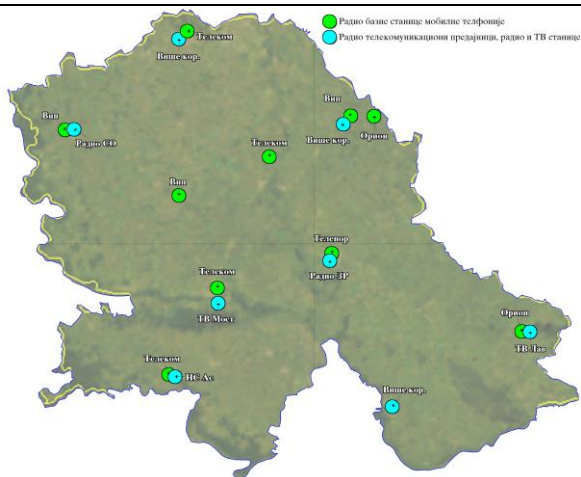 Радио базне станице мобилне телфоније
Радио телекомуникациони предајници, радио и ТВ станице
Телеком
Више кор.
Вип
Радио СО
Вип
Више кор.
Орион
Телеком
Вип
Теленор
Радио ЗР
Телеком
ТВ Мост
Орион
ТВ Лав
Телеком
НС Ас
Више кор.